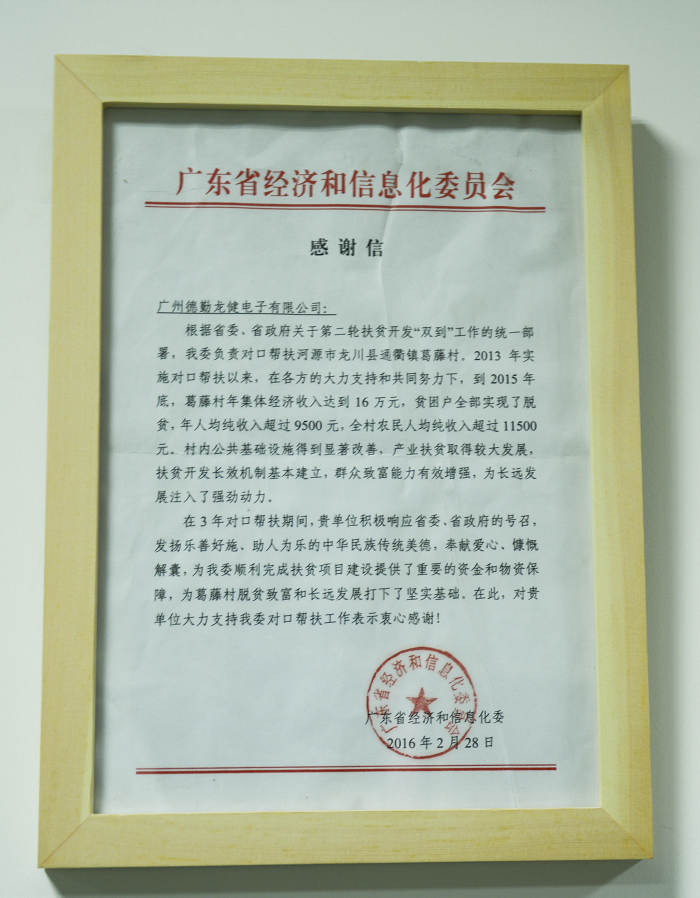 广东省经济和信息化委员会
感谢信
广州德勤龙健电子有限公司：
根据省委、省政府关于第二轮扶贫开发“双到”工作的统一部
署，我委负责对口帮扶河源市龙川县通衢镇葛藤村。2013 年实
施对口帮扶以来，在各方的大力支持和共同努力下，到 2015 年
底，葛藤村年集体经济收入达到 16 万元，贫困户全部实现了脱
贫，年人均纯收入超过 9500 元，全村农民人均纯收入超过 11500
元。村内公共基础设施得到显著改善，产业扶贫取得较大发展，
扶贫开发长效机制基本建立，群众致富能力有效增强，为长远发
展注入了强劲动力。
在 3 年对口帮扶期间，贵单位积极响应省委、省政府的号召，
发扬乐善好施、助人为乐的中华民族传统美德，奉献爱心、慷慨
解囊，为我委顺利完成扶贫项目建设提供了重要的资金和物资保
障，为葛藤村脱贫致富和长远发展打下了坚实基础。在此，对贵
单位大力支持我委对口帮扶工作表示衷心感谢！
广东省经济和信息化委员会
广东省经济和信息化委
2016 年 2 月 28 日